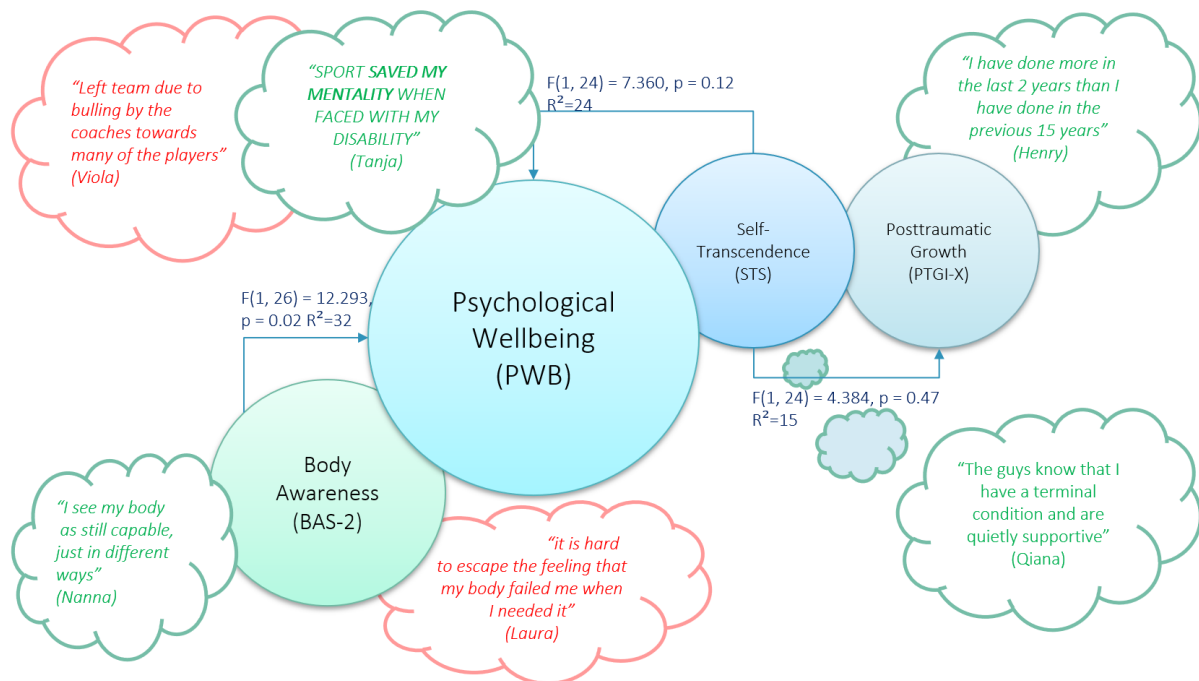 “Left team due to
bulling by the
coaches towards
many of the players”
(Viola)
“SPORT SAVED MY
MENTALITY WHEN
FACED WITH MY
DISABILITY”
(Tanja)
F(1, 24) = 7.360, p = 0.12
R²=24
“I have done more in
the last 2 years than I
have done in the
previous 15 years”
(Henry)
Self-
Transcendence
(STS)
Posttraumatic
Growth
(PTGI-X)
F(1, 26) = 12.293,
p = 0.02 R²=32
Psychological
Wellbeing
(PWB)
F(1, 24) = 4.384, p = 0.47
R²=15
Body
Awareness
(BAS-2)
“I see my body
as still capable,
just in different
ways”
(Nanna)
“it is hard
to escape the feeling that
my body failed me when
I needed it”
(Laura)
“The guys know that I
have a terminal
condition and are
quietly supportive”
(Qiana)